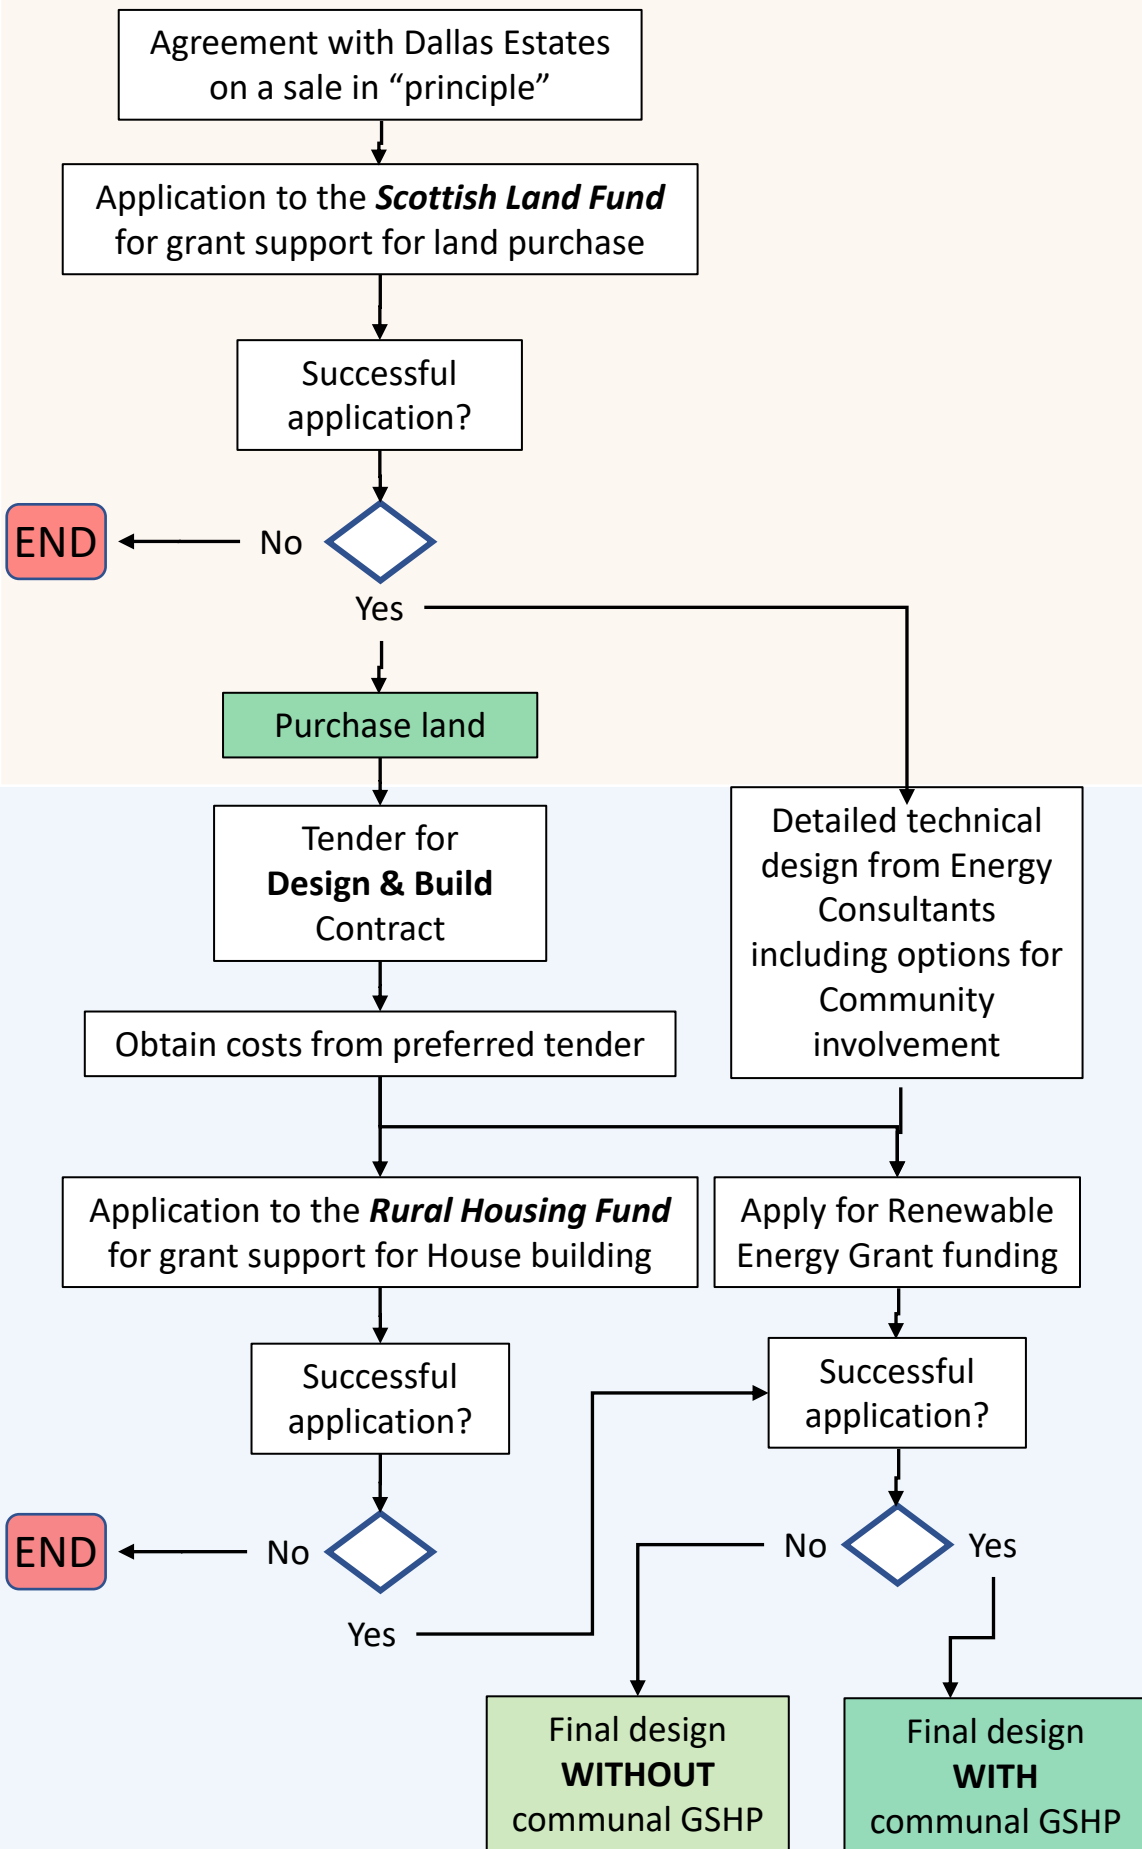 Agreement with Dallas Estates
on a sale in “principle”
Application to the Scottish Land Fund
for grant support for land purchase
Successful
application?
END
No
Yes
Purchase land
Tender for
Design & Build
Contract
Detailed technical
design from Energy
Consultants
including options for
Community
involvement
Obtain costs from preferred tender
Application to the Rural Housing Fund
for grant support for House building
Apply for Renewable
Energy Grant funding
Successful
application?
Successful
application?
END
No
Yes
No
Yes
Final design
WITHOUT
communal GSHP
Final design
WITH
communal GSHP